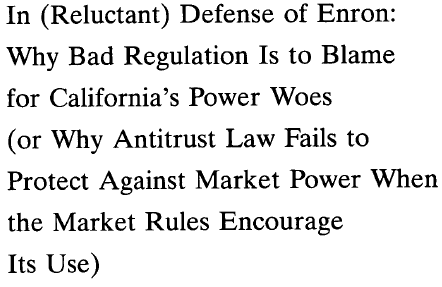 In (Reluctant) Defense of Enron:
Why Bad Regulation Is to Blame
for California's Power Woes
(or Why Antitrust Law Fails to
Protect Against Market Power When
the Market Rules Encourage
Its Use)